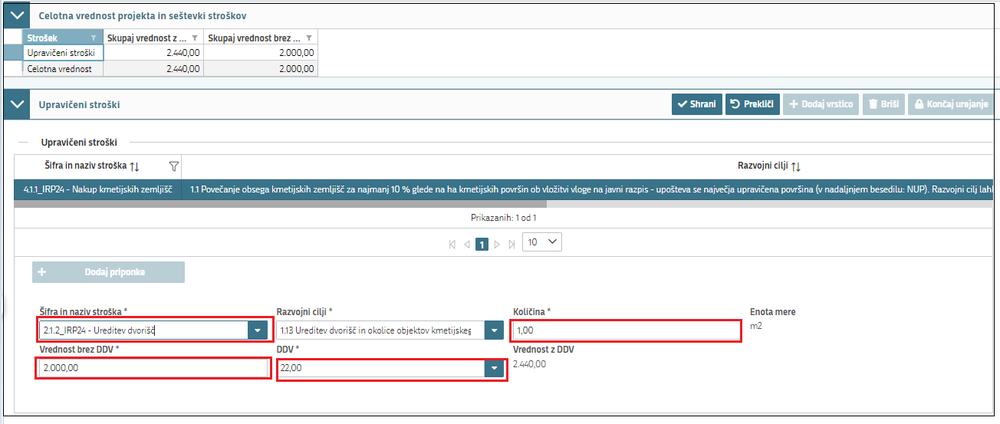 Celotna vrednost projekta in seštevki stroškov
Strošek Skupaj vrednost z ... Skupaj vrednost brez ...
Upravičeni stroški 2.440,00 2.000,00
Celotna vrednost 2.440,00 2.000,00
Upravičeni stroški Shrani Prekliči Dodaj vrstico Briši Končaj urejanje
Upravičeni stroški
Šifra in naziv stroška Razvojni cilji
4.1.1_IRP24 - Nakup kmetijskih zemljišč 1.1 Povečanje obsega kmetijskih zemljišč za najmanj 10 % glede na ha kmetijskih površin ob vložitvi vloge na javni razpis - upošteva se največja upravičena površina (v nadaljnjem besedilu: NUP). Razvojni cilj lahl
Prikazanih: 1 od 1
1 10
Dodaj priponke
Šifra in naziv stroška * Razvojni cilji * Količina * Enota mere
2.1.2_IRP24 - Ureditev dvorišč 1.13 Ureditev dvorišč in okolice objektov kmetijskeg 1,00 m2
Vrednost brez DDV * DDV * Vrednost z DDV
2.000,00 22,00 2.440,00